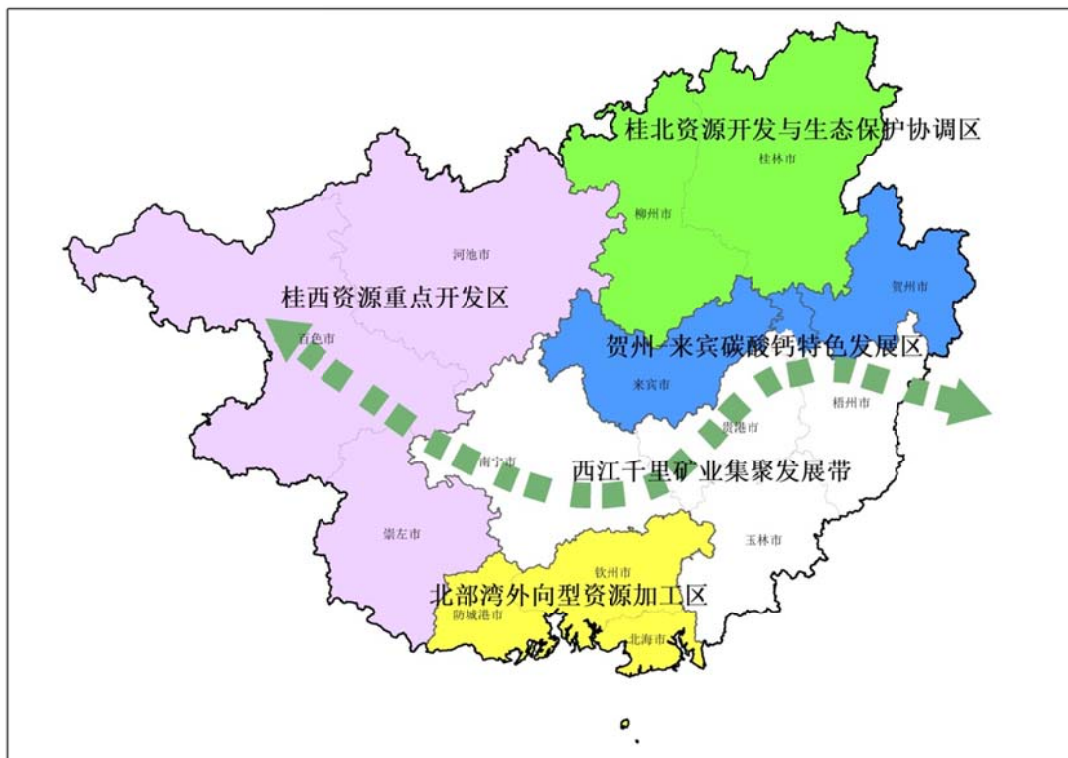 桂北资源开发与生态保护协调区
桂林市
柳州市
河池市
贺州市
桂西资源重点开发区
百色市
贺州-来宾碳酸钙特色发展区
来宾市
梧州市
贵港市
南宁市
西江千里矿业集聚发展带
崇左市
玉林市
钦州市
北部湾外向型资源加工区
防城港市
北海市